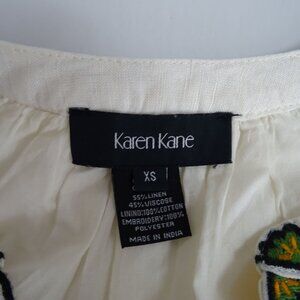 Karen Kane
XS
55% LINEN
45% VISCOSE
LINING:100% COTTON
EMBROIDERY:100%
POLYESTER
MADE IN INDIA